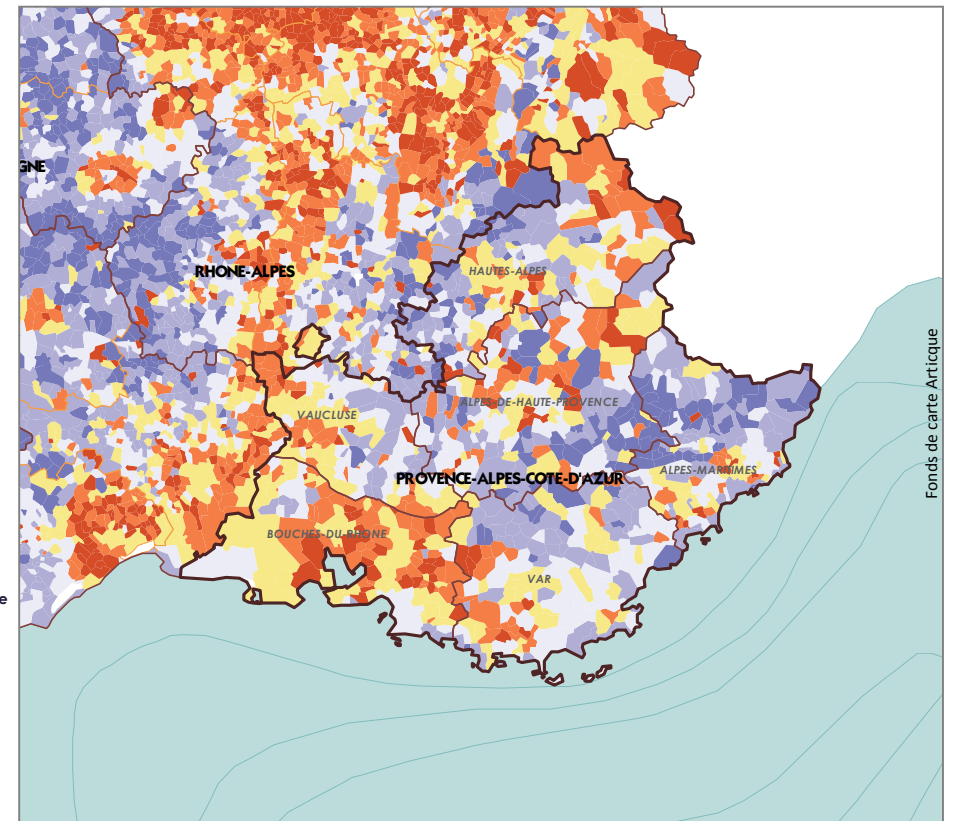 GNE
RHONE-ALPES
HAUTES-ALPES
Fonds de carte Articque
ALPES-DE-HAUTE-PROVENCE
VAUCLUSE
ALPES-MARITIMES
PROVENCE-ALPES-COTE-D'AZUR
BOUCHES-DU-RHONE
VAR
e